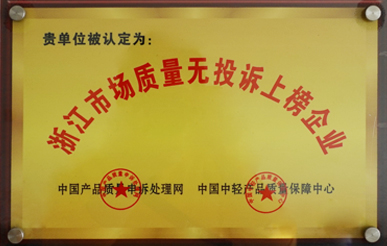 贵单位被认定为：
浙江市场质量无投诉上榜企业
中国产品质量申诉处理网 中国中轻产品质量保障中心